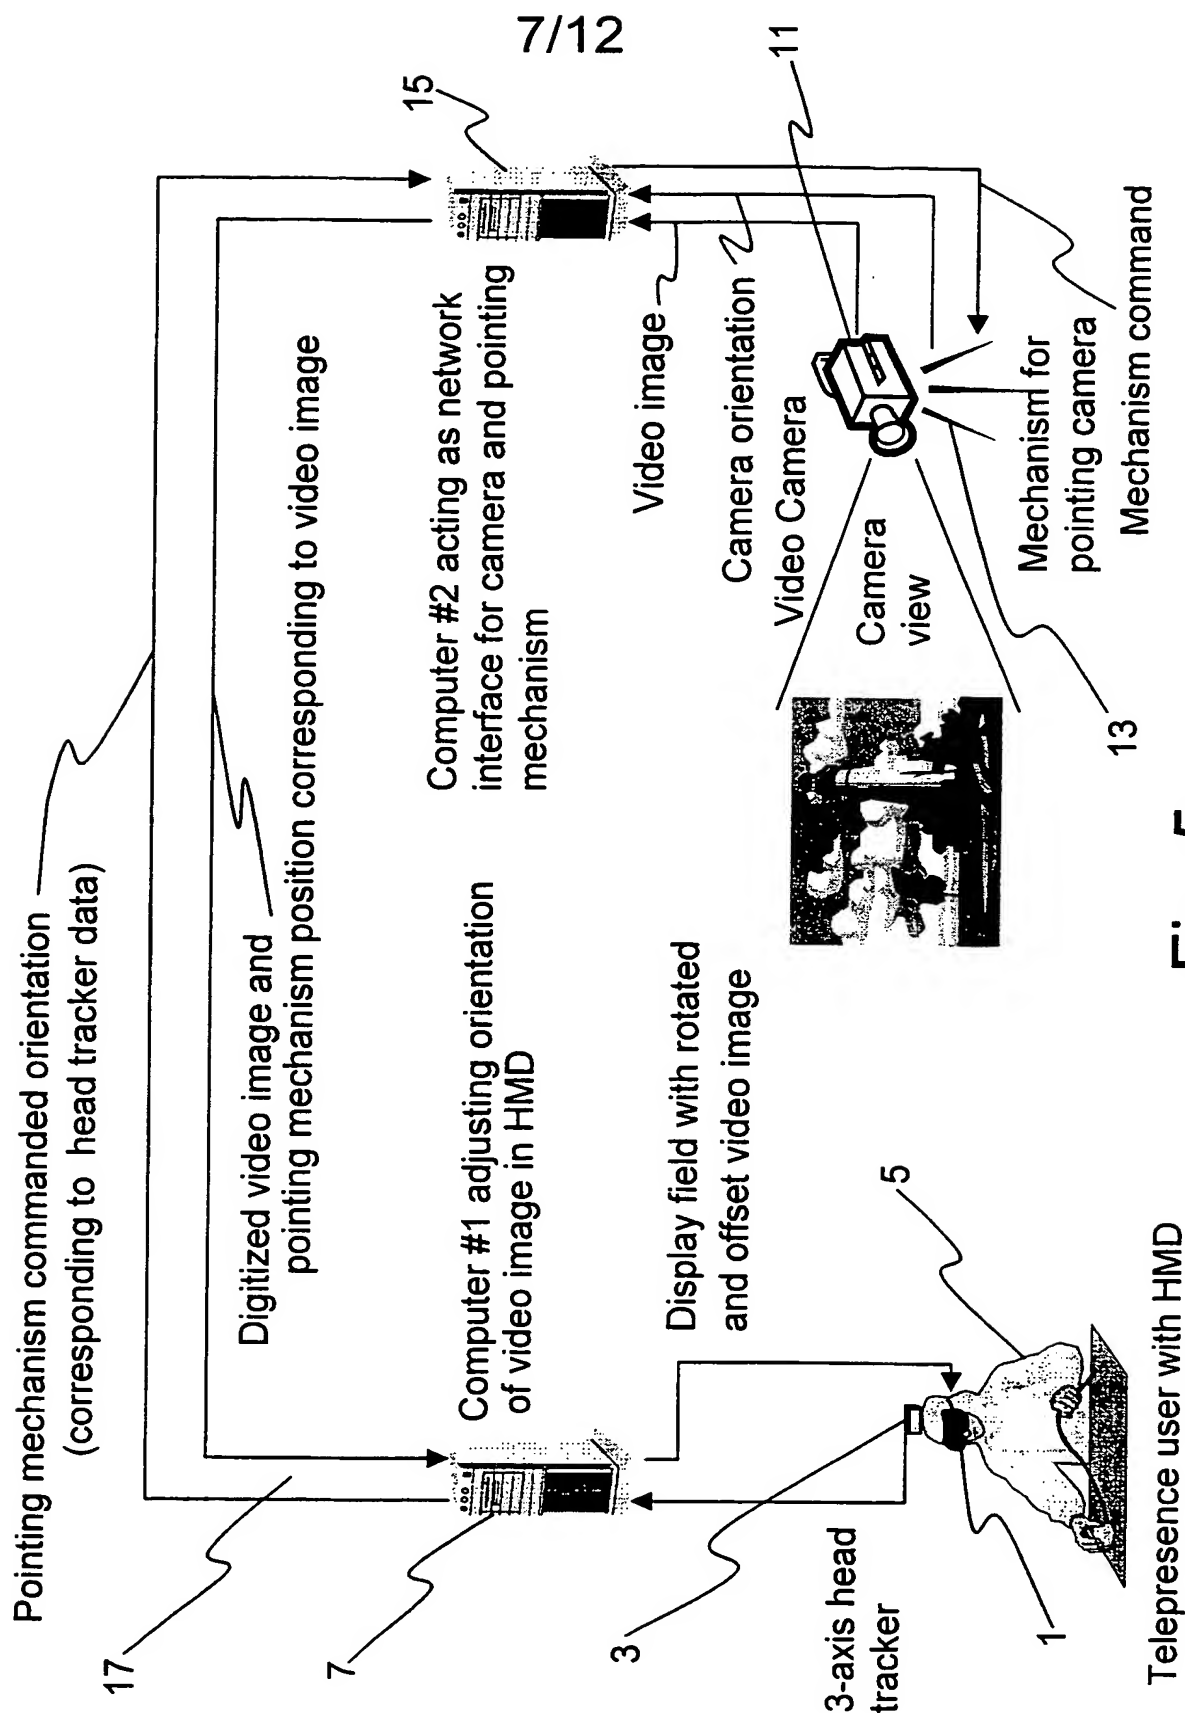 7/12
Pointing mechanism commanded orientation
(corresponding to head tracker data)
17
Digitized video image and
pointing mechanism position corresponding to video image
7
Computer #1 adjusting orientation
of video image in HMD
Computer #2 acting as network
interface for camera and pointing
mechanism
15
Display field with rotated
and offset video image
Video image
Camera orientation
Video Camera
11
Camera
view
3
3-axis head
tracker
5
1
Mechanism for
pointing camera
Mechanism command
13
Telepresence user with HMD